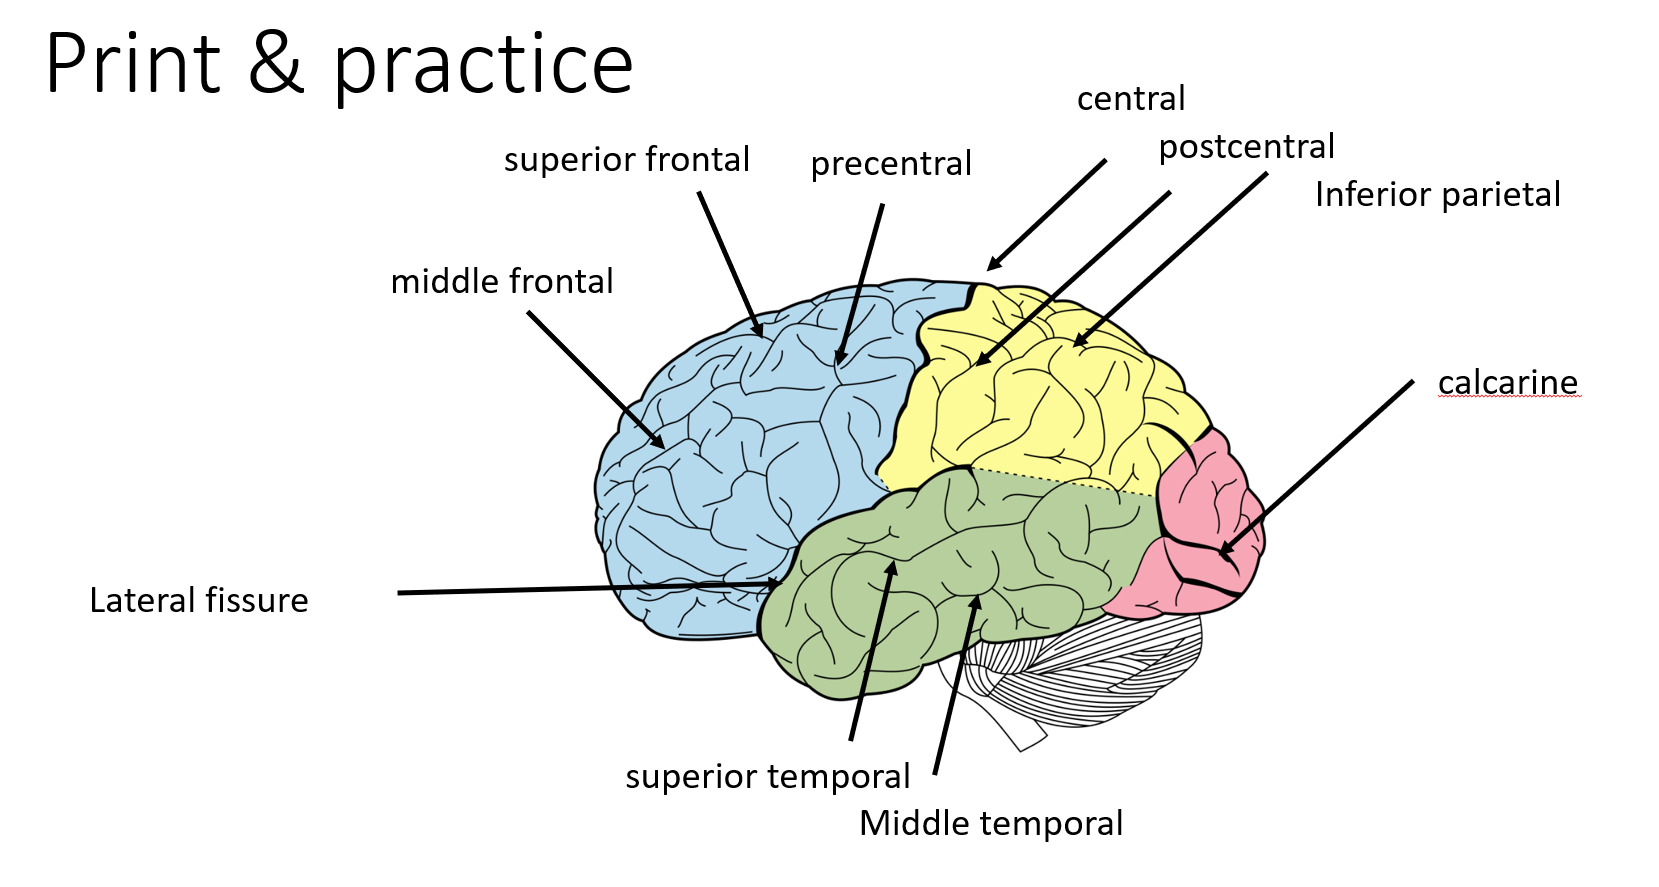 Print & practice
central
postcentral
superior frontal
precentral
Inferior parietal
middle frontal
calcarine
Lateral fissure
superior temporal
Middle temporal